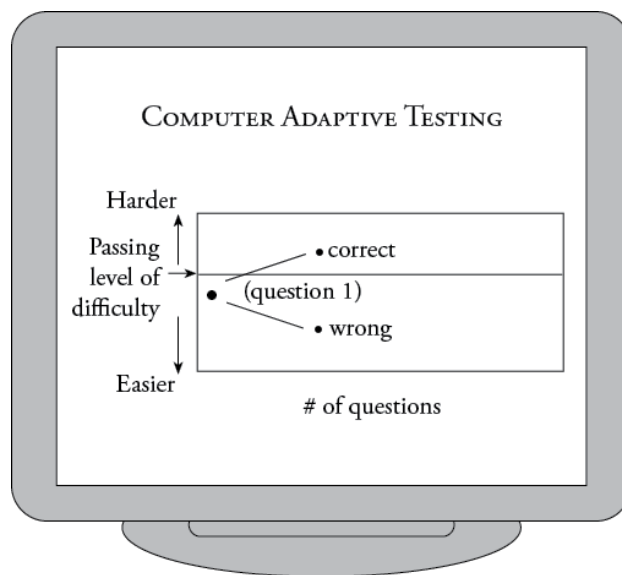 COMPUTER ADAPTIVE TESTING
Harder
Passing
level of
difficulty
Easier
• correct
(question 1)
• wrong
# of questions